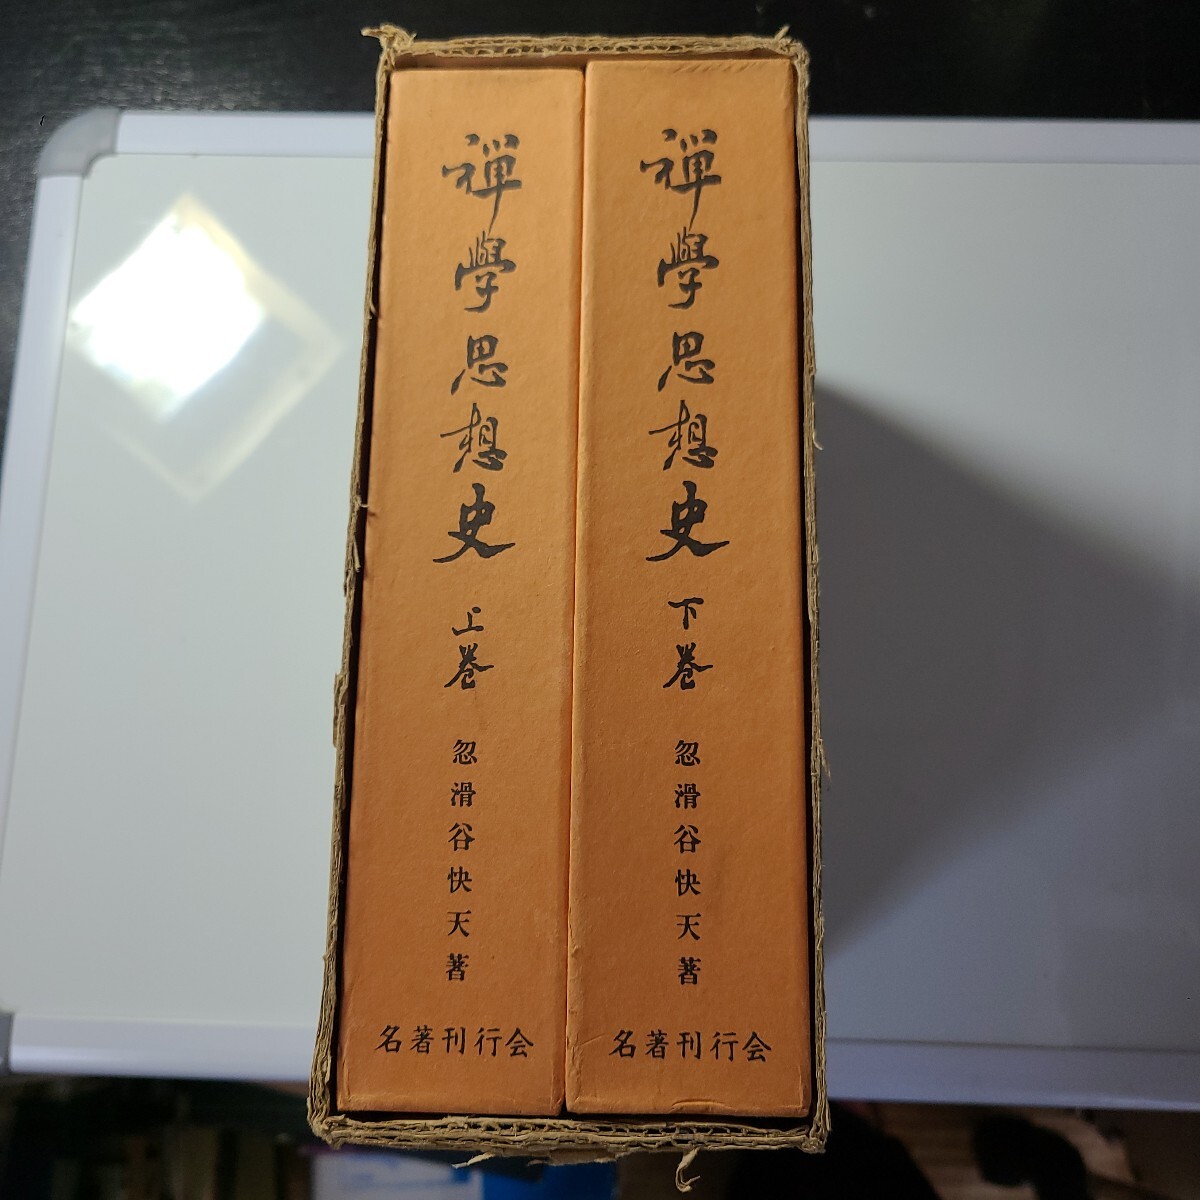 禅學思想史
上巻
忽滑谷快天著
名著刊行会
禅學思想史
下巻
忽滑谷快天著
名著刊行会